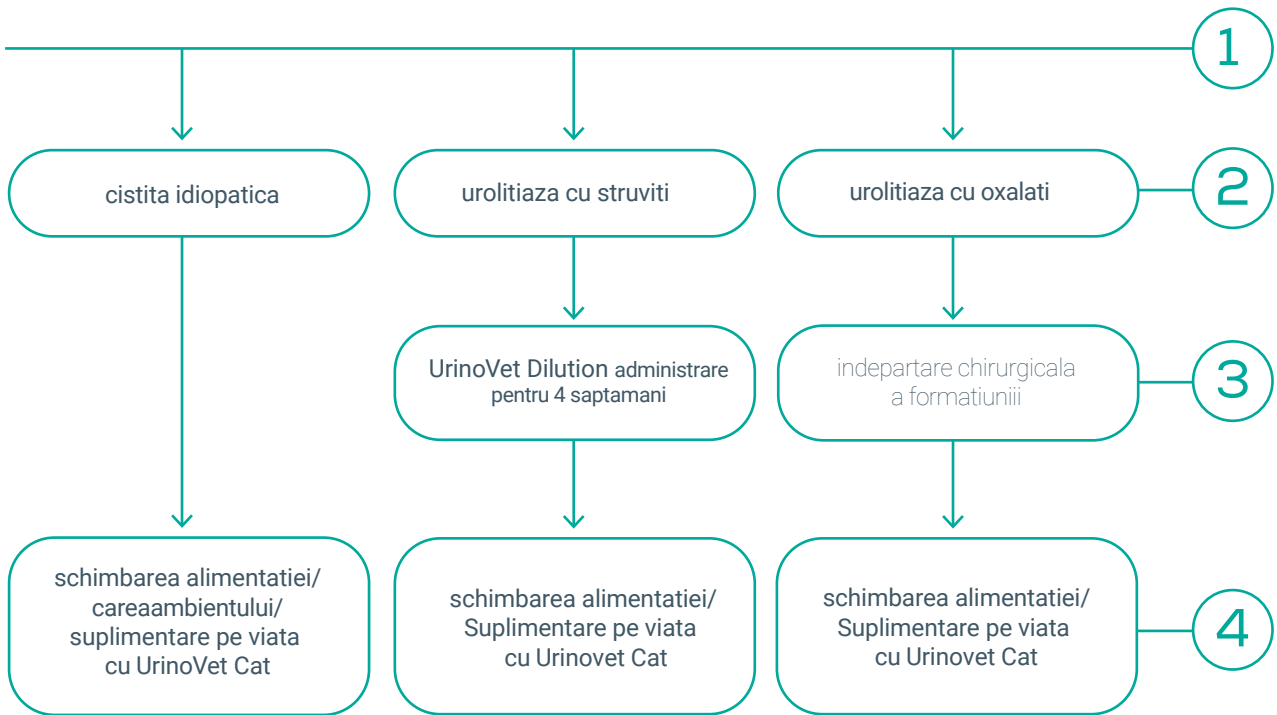 1
cistita idiopatica
urolitiaza cu struviti
urolitiaza cu oxalati
2
UrinoVet Dilution administrare
pentru 4 saptamani
indepartare chirurgicala
a formatiuniii
3
schimbarea alimentatiei/
careaambientului/
suplimentare pe viata
cu UrinoVet Cat
schimbarea alimentatiei/
Suplimentare pe viata
cu Urinovet Cat
schimbarea alimentatiei/
Suplimentare pe viata
cu Urinovet Cat
4